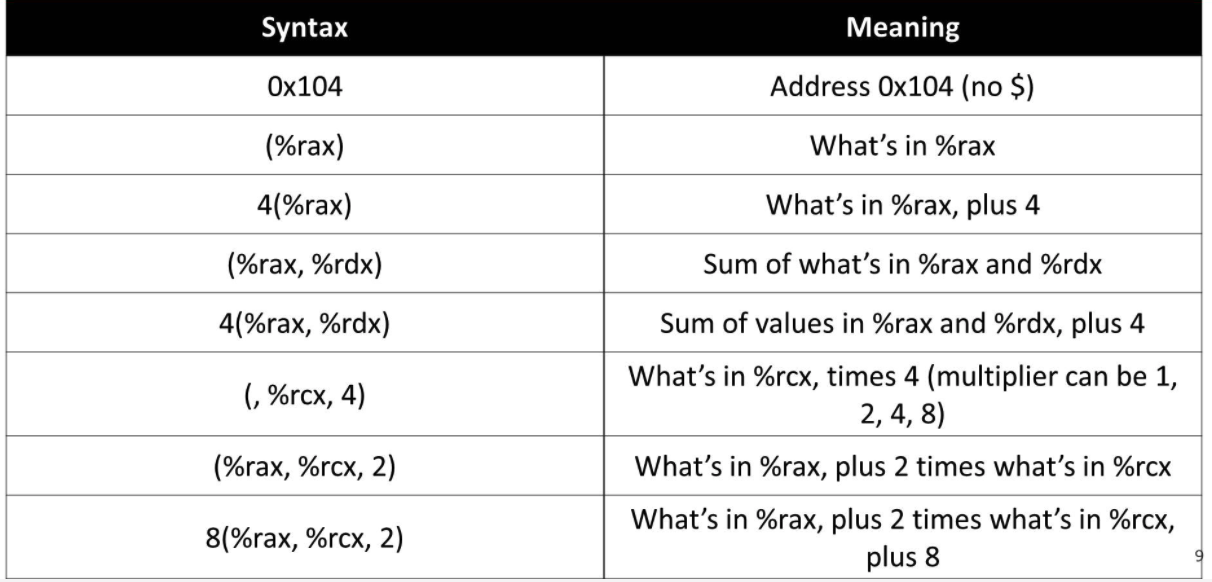 Syntax Meaning
0x104 Address 0x104 (no $)
(%rax) What’s in %rax
4(%rax) What’s in %rax, plus 4
(%rax, %rdx) Sum of what’s in %rax and %rdx
4(%rax, %rdx) Sum of values in %rax and %rdx, plus 4
(, %rcx, 4) What’s in %rcx, times 4 (multiplier can be 1,
2, 4, 8)
(%rax, %rcx, 2) What’s in %rax, plus 2 times what’s in %rcx
8(%rax, %rcx, 2) What’s in %rax, plus 2 times what’s in %rcx,
plus 8
9